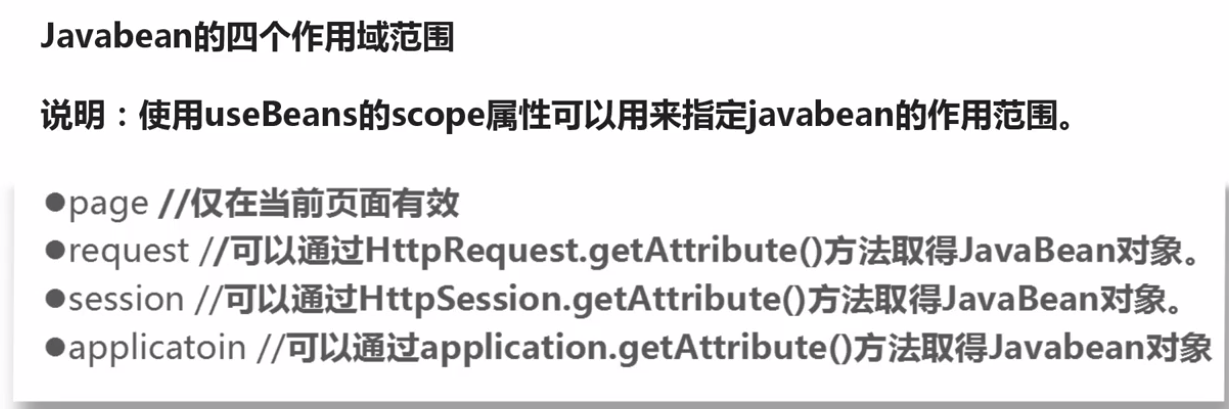 Javabean的四个作用域范围
说明：使用useBeans的scope属性可以用来指定javabean的作用范围。
●page //仅在当前页面有效
●request //可以通过HttpRequest.getAttribute()方法取得JavaBean对象。
●session //可以通过HttpSession.getAttribute()方法取得JavaBean对象。
●applicatoin //可以通过application.getAttribute()方法取得Javabean对象